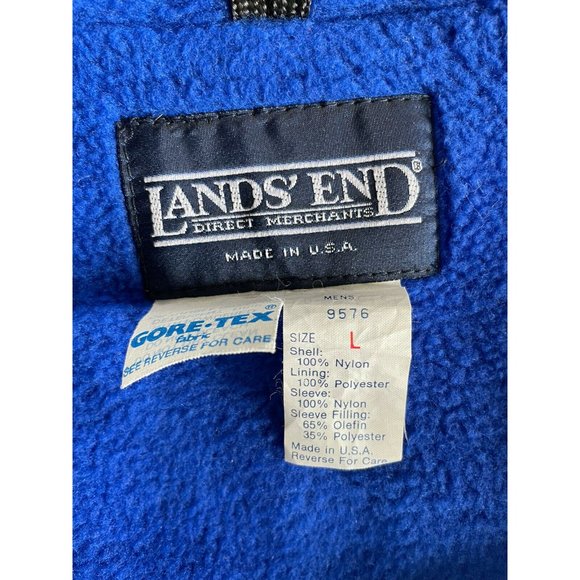 LANDS' END®
DIRECT MERCHANTS
MADE IN U.S.A.
GORE-TEX®
fabric
SEE REVERSE FOR CARE
MENS
9576
SIZE L
Shell:
100% Nylon
Lining:
100% Polyester
Sleeve:
100% Nylon
Sleeve Filling:
65% Olefin
35% Polyester
Made in U.S.A.
Reverse For Care